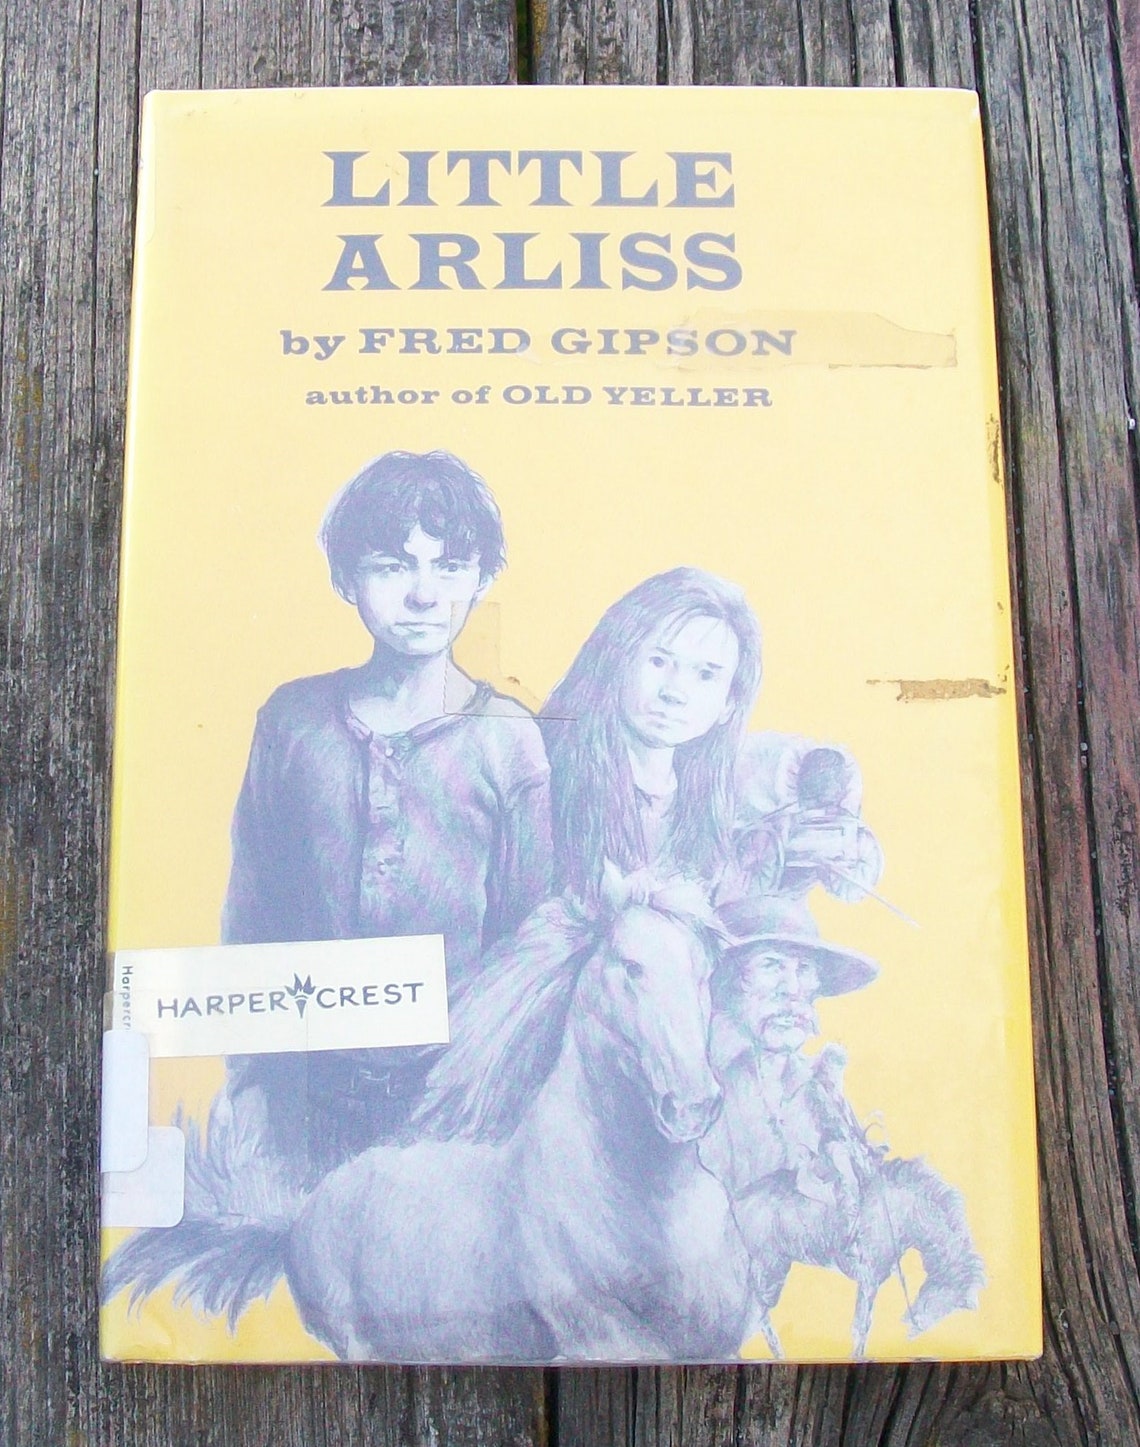 LITTLE
ARLISS
by FRED GIPSON
author of OLD YELLER
HARPER CREST